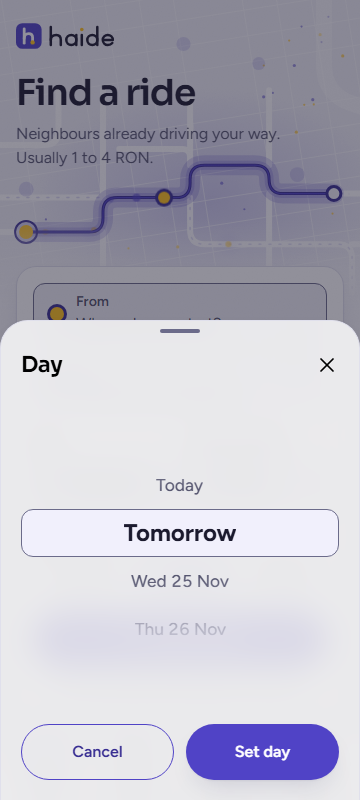 haide
Find a ride
Neighbours already driving your way.
Usually 1 to 4 RON.
From
Day
Today
Tomorrow
Wed 25 Nov
Thu 26 Nov
Cancel
Set day